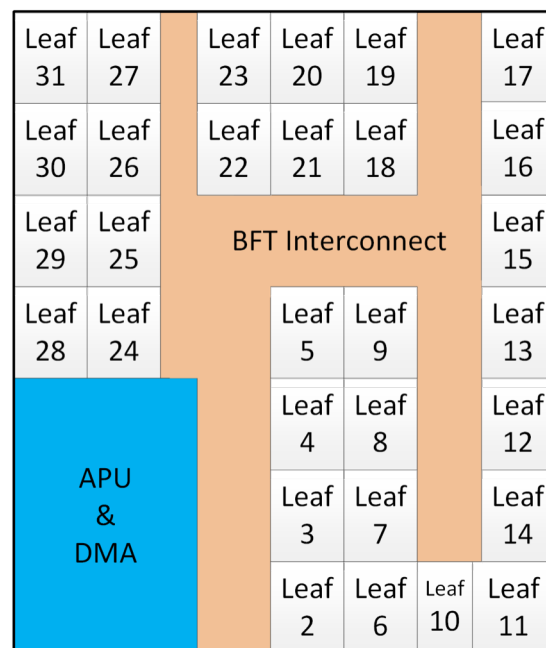 Leaf 31
Leaf 27
Leaf 23
Leaf 20
Leaf 19
Leaf 17
Leaf 30
Leaf 26
Leaf 22
Leaf 21
Leaf 18
Leaf 16
Leaf 29
Leaf 25
BFT Interconnect
Leaf 15
Leaf 28
Leaf 24
Leaf 5
Leaf 9
Leaf 13
APU
&
DMA
Leaf 4
Leaf 8
Leaf 12
Leaf 3
Leaf 7
Leaf 14
Leaf 2
Leaf 6
Leaf 10
Leaf 11